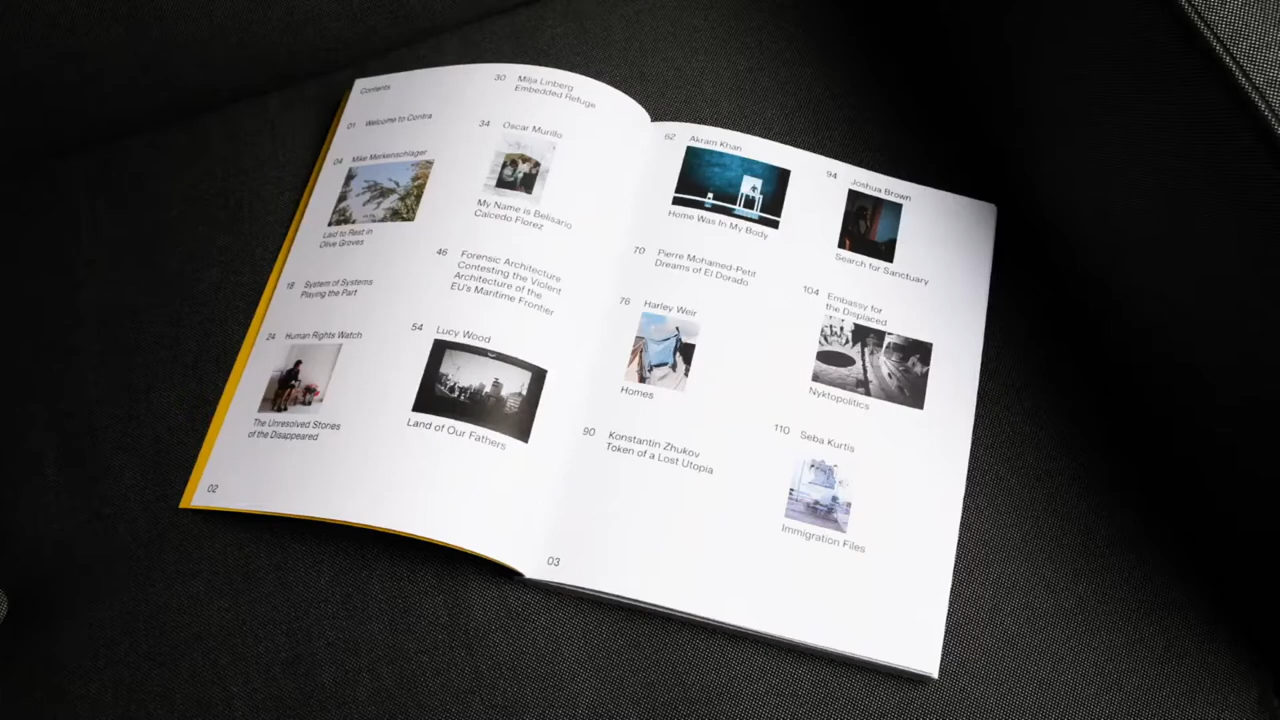 Contents
01 Welcome to Contra
04 Mike Merkenschlager
Laid to Rest in
Olive Groves
18 System of Systems
Playing the Part
24 Human Rights Watch
The Unresolved Stories
of the Disappeared
02
30 Milja Linberg
Embedded Refuge
34 Oscar Murillo
My Name is Belisario
Caicedo Florez
46 Forensic Architecture
Contesting the Violent
Architecture of the
EU's Maritime Frontier
54 Lucy Wood
Land of Our Fathers
62 Akram Khan
Home Was In My Body
70 Pierre Mohamed-Petit
Dreams of El Dorado
76 Harley Weir
Homes
90 Konstantin Zhukov
Token of a Lost Utopia
03
94 Joshua Brown
Search for Sanctuary
104 Embassy for
the Displaced
Nyktopolitics
110 Seba Kurtis
Immigration Files